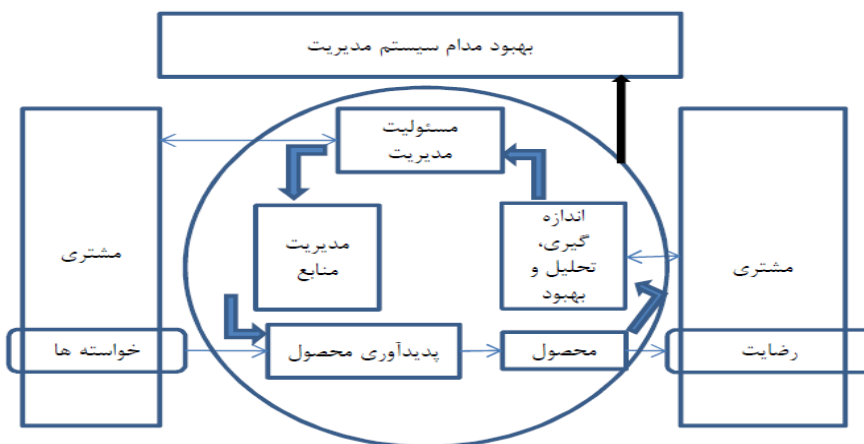 بهبود مدام سیستم مدیریت
مسئولیت
مدیریت
مشتری
اندازه
گیری،
تحلیل و
بهبود
مدیریت
منابع
مشتری
رضایت
محصول
پدیدآوری محصول
خواسته ها